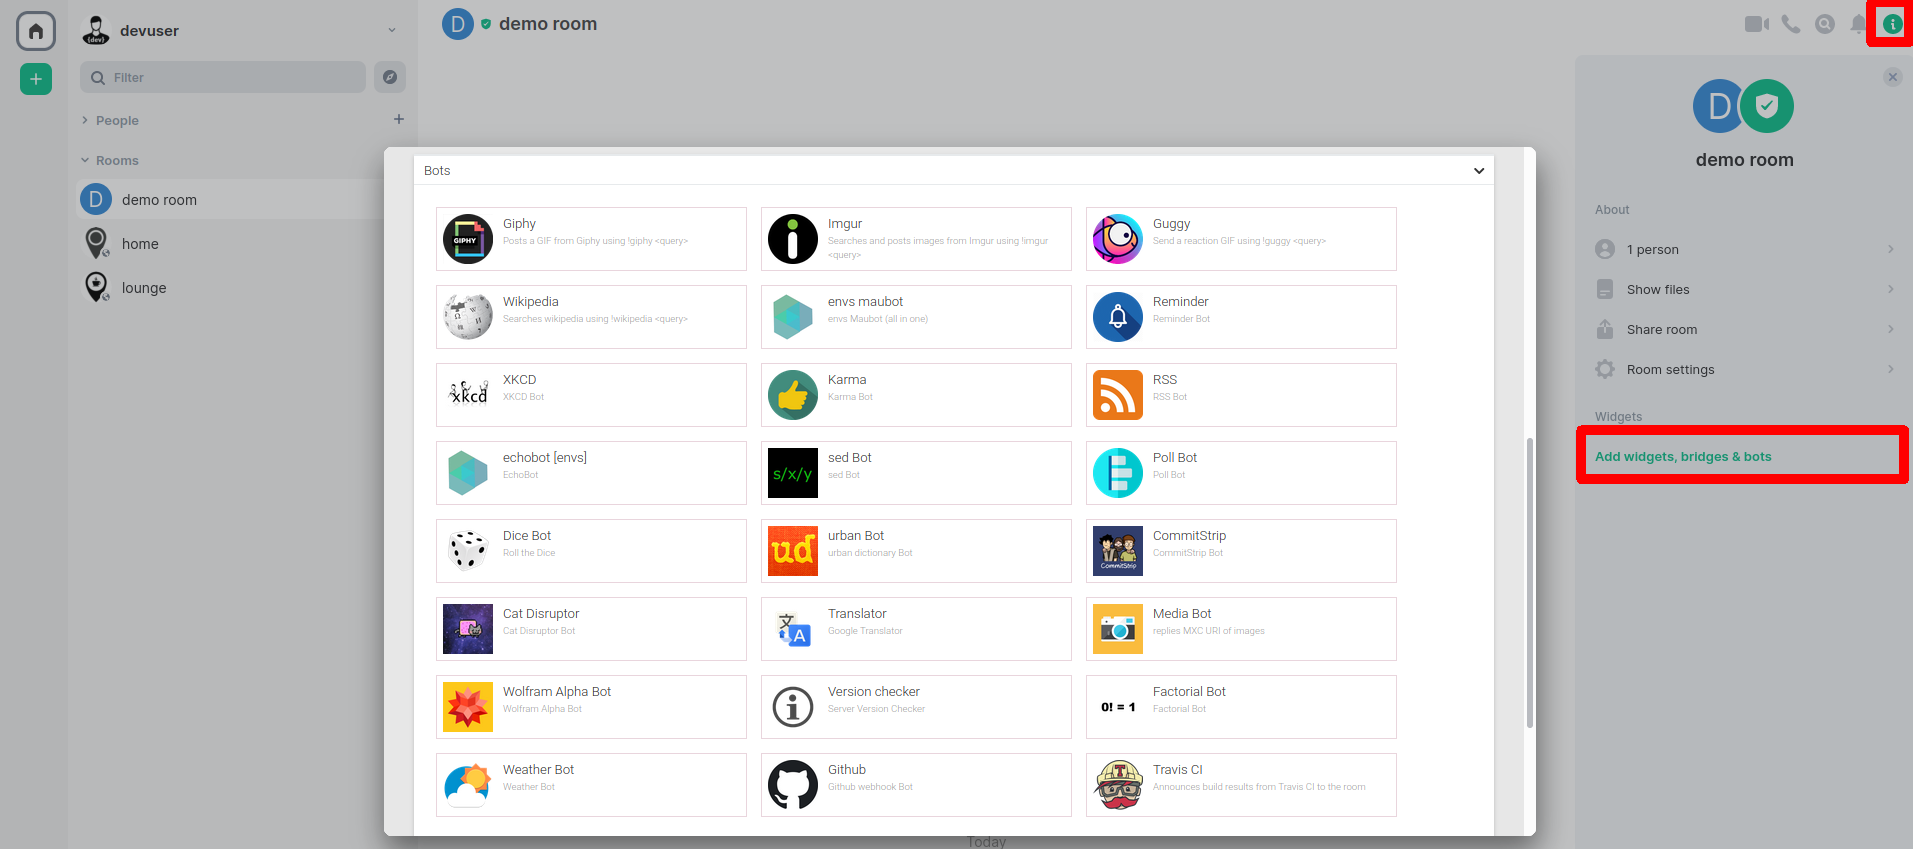 devuser
Filter
People
Rooms
D demo room
home
lounge
D demo room
Bots
Giphy
Posts a GIF from Giphy using !giphy <query>
GIPHY
Imgur
Searches and posts images from Imgur using !imgur
<query>
Guggy
Send a reaction GIF using !guggy <query>
Wikipedia
Searches wikipedia using !wikipedia <query>
envs maubot
envs Maubot (all in one)
Reminder
Reminder Bot
XKCD
XKCD Bot
xkcd
Karma
Karma Bot
RSS
RSS Bot
echobot [envs]
EchoBot
sed Bot
sed Bot
s/x/y
Poll Bot
Poll Bot
Dice Bot
Roll the Dice
urban Bot
urban dictionary Bot
ud
CommitStrip
CommitStrip Bot
CommitStrip
Cat Disruptor
Cat Disruptor Bot
Translator
Google Translator
文 A
Media Bot
replies MXC URI of images
Wolfram Alpha Bot
Wolfram Alpha Bot
Version checker
Server Version Checker
Factorial Bot
Factorial Bot
0! = 1
Weather Bot
Weather Bot
Github
Github webhook Bot
Travis CI
Announces build results from Travis CI to the room
T
Today
D
demo room
About
1 person
Show files
Share room
Room settings
Widgets
Add widgets, bridges & bots